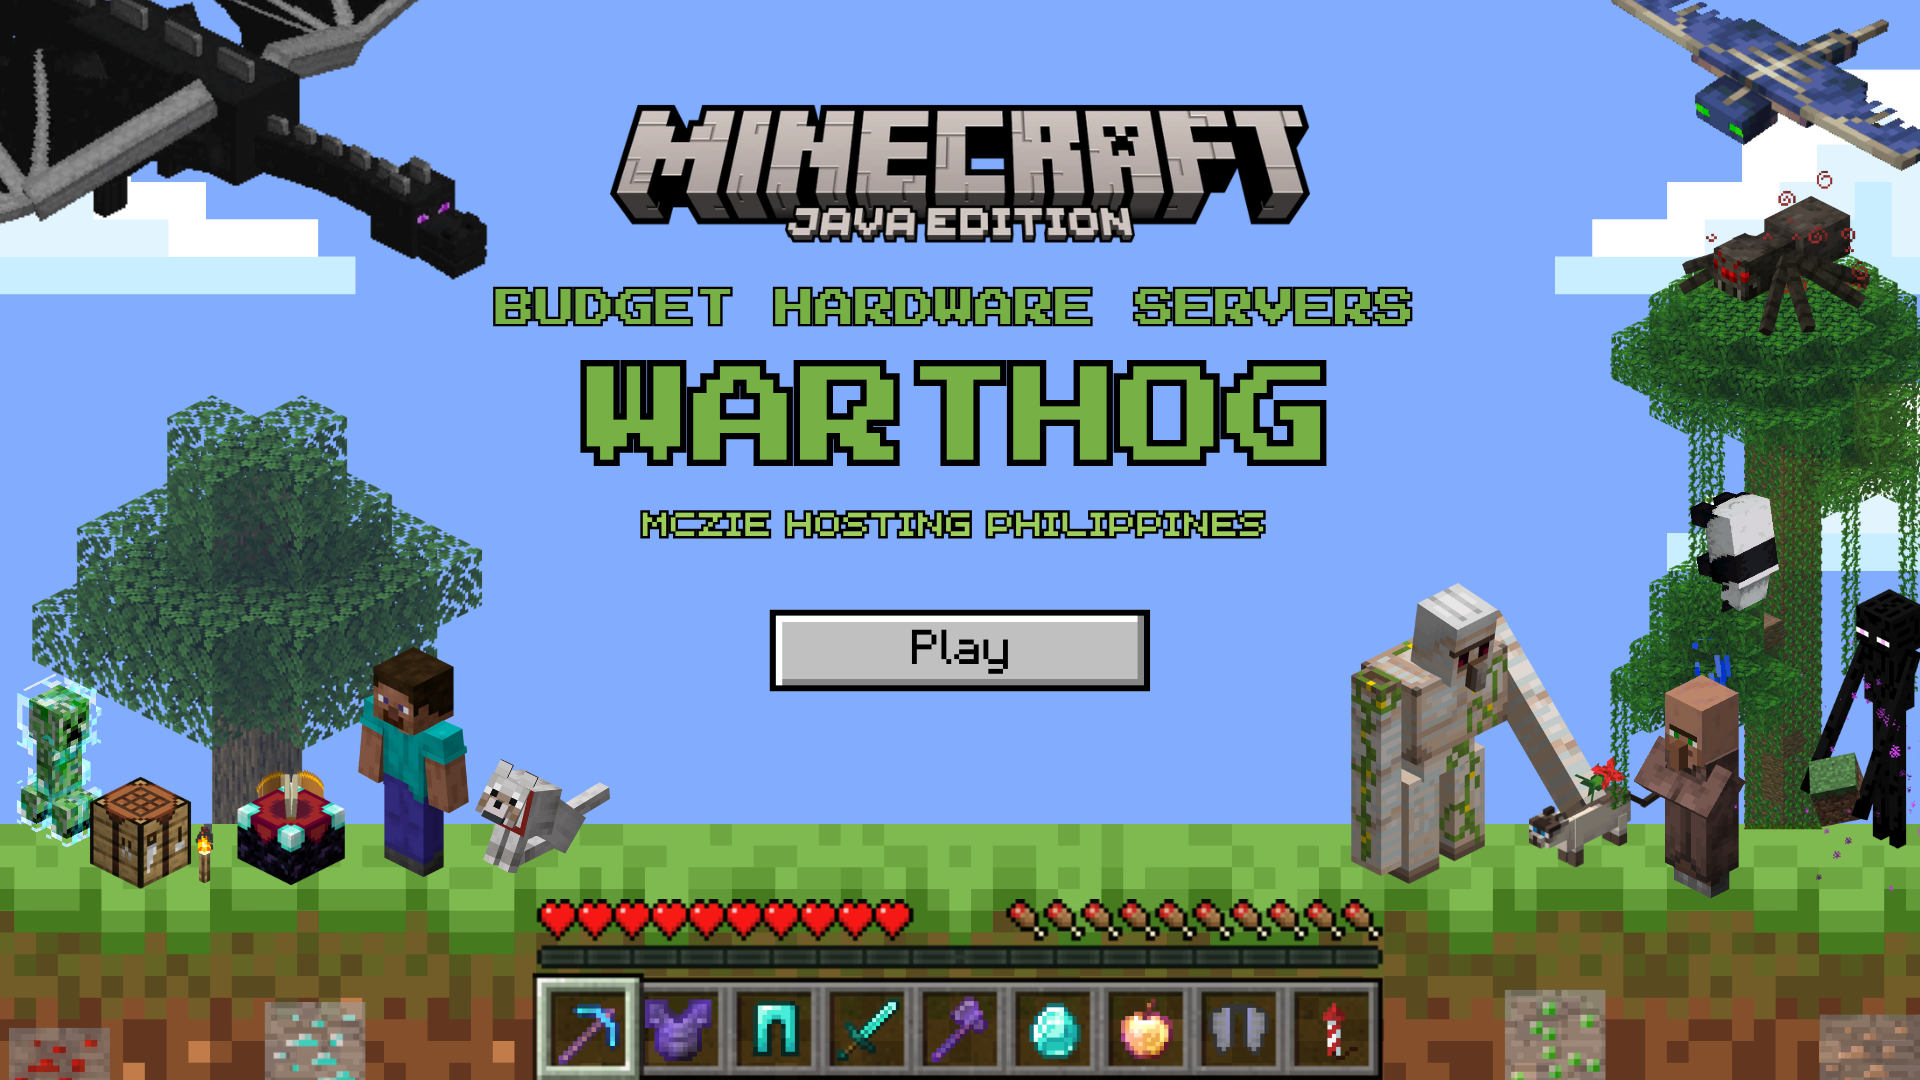 MINECRAFT
JAVA EDITION
BUDGET HARDWARE SERVERS
WARTHOG
MCZIE HOSTING PHILIPPINES
Play